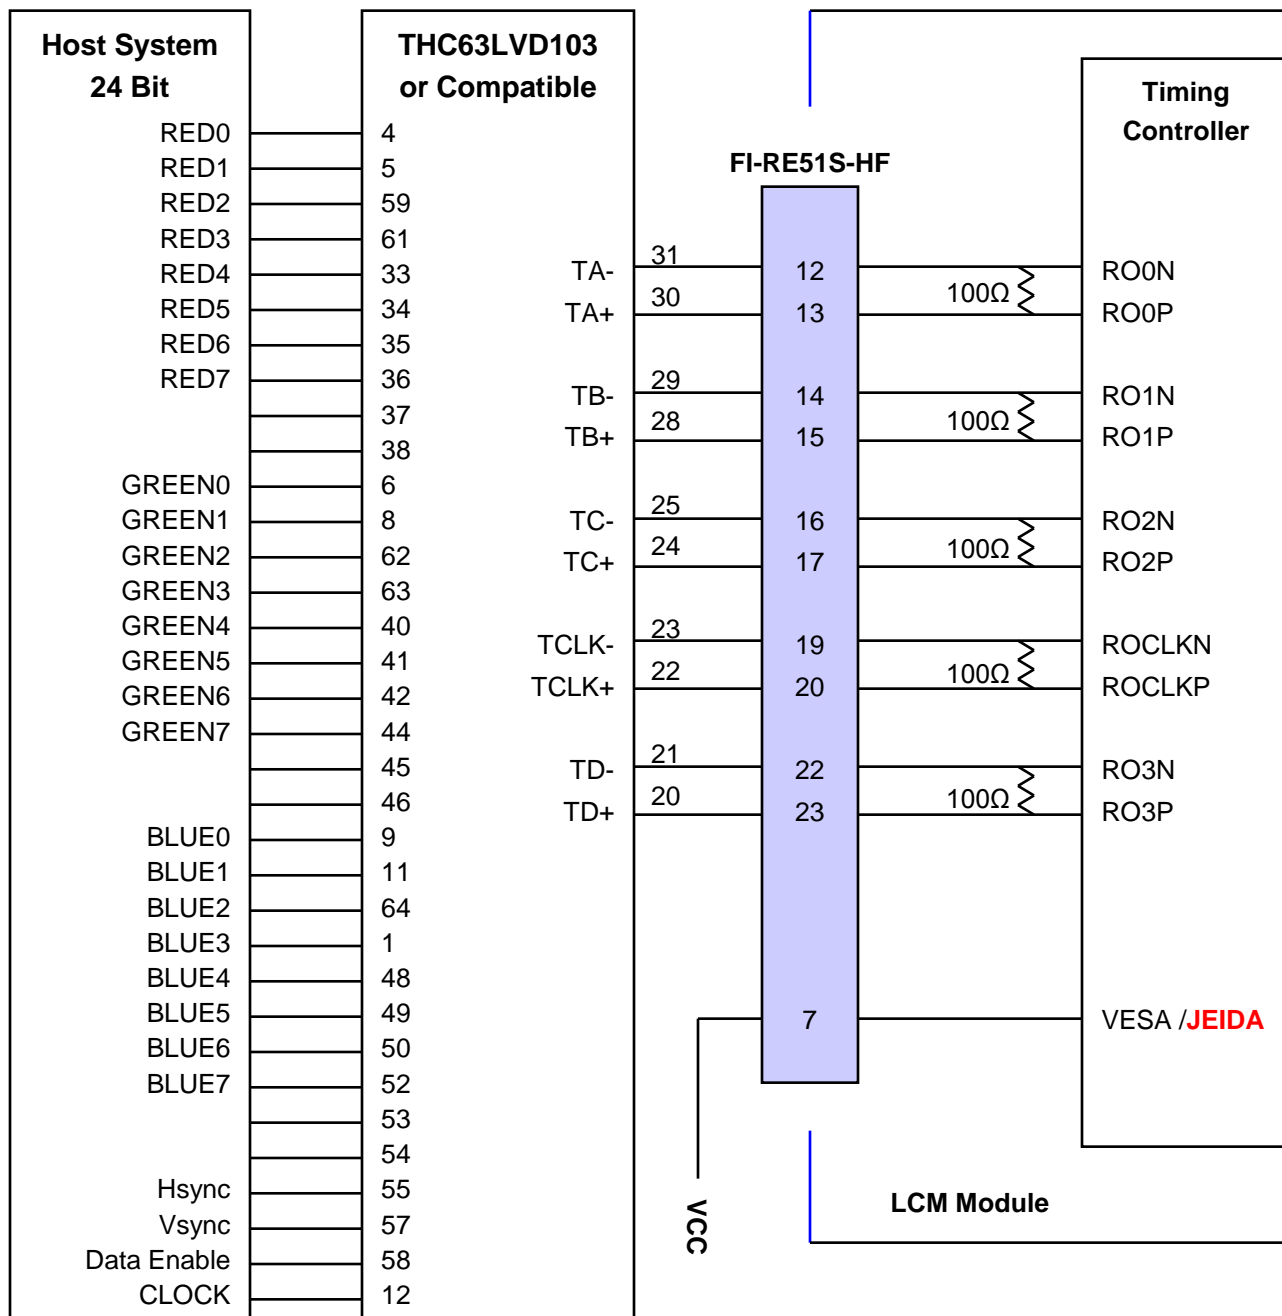 Host System
24 Bit
RED0
RED1
RED2
RED3
RED4
RED5
RED6
RED7
GREEN0
GREEN1
GREEN2
GREEN3
GREEN4
GREEN5
GREEN6
GREEN7
BLUE0
BLUE1
BLUE2
BLUE3
BLUE4
BLUE5
BLUE6
BLUE7
Hsync
Vsync
Data Enable
CLOCK
THC63LVD103
or Compatible
4
5
59
61
33
34
35
36
37
38
6
8
62
63
40
41
42
44
45
46
9
11
64
1
48
49
50
52
53
54
55
57
58
12
TA- 31
TA+ 30
TB- 29
TB+ 28
TC- 25
TC+ 24
TCLK- 23
TCLK+ 22
TD- 21
TD+ 20
FI-RE51S-HF
12
13
14
15
16
17
19
20
22
23
7
VCC
100Ω
100Ω
100Ω
100Ω
100Ω
Timing
Controller
RO0N
RO0P
RO1N
RO1P
RO2N
RO2P
ROCLKN
ROCLKP
RO3N
RO3P
VESA /JEIDA
LCM Module